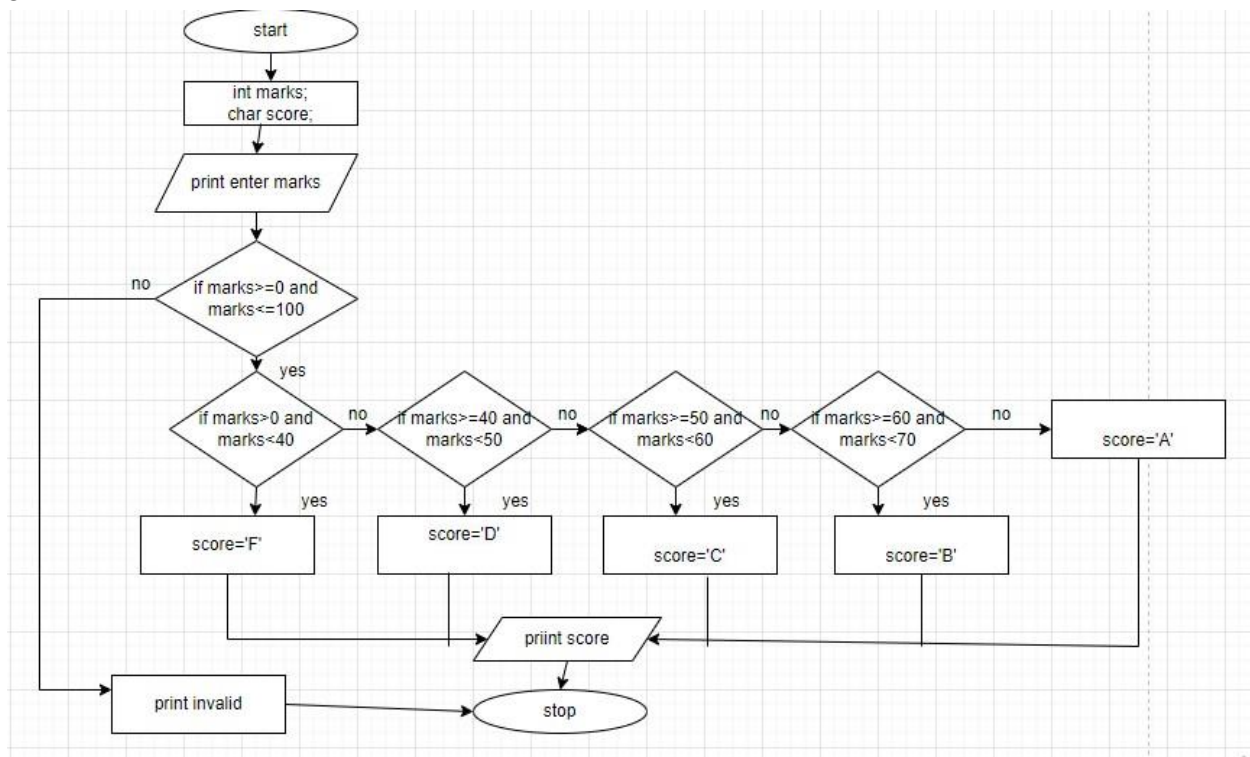 start
int marks;
char score;
print enter marks
no
if marks>=0 and
marks<=100
yes
if marks>0 and
marks<40
no
if marks>=40 and
marks<50
no
if marks>=50 and
marks<60
no
if marks>=60 and
marks<70
no
score='A'
yes
score='F'
yes
score='D'
yes
score='C'
yes
score='B'
priint score
print invalid
stop